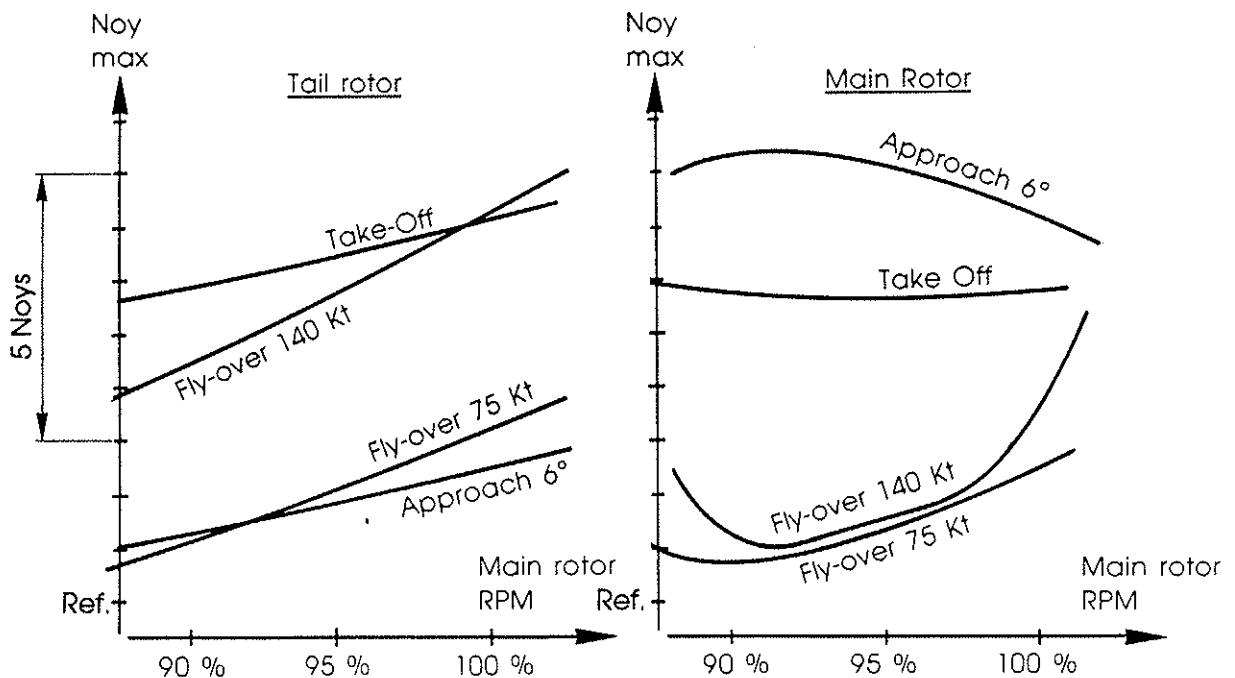 Noy
max
Tail rotor
5 Noys
Take-Off
Fly-over 140 Kt
Fly-over 75 Kt
Approach 6°
Ref.
Main rotor
RPM
90 %
95 %
100 %
Noy
max
Main Rotor
Approach 6°
Take Off
Fly-over 140 Kt
Fly-over 75 Kt
Ref.
Main rotor
RPM
90 %
95 %
100 %